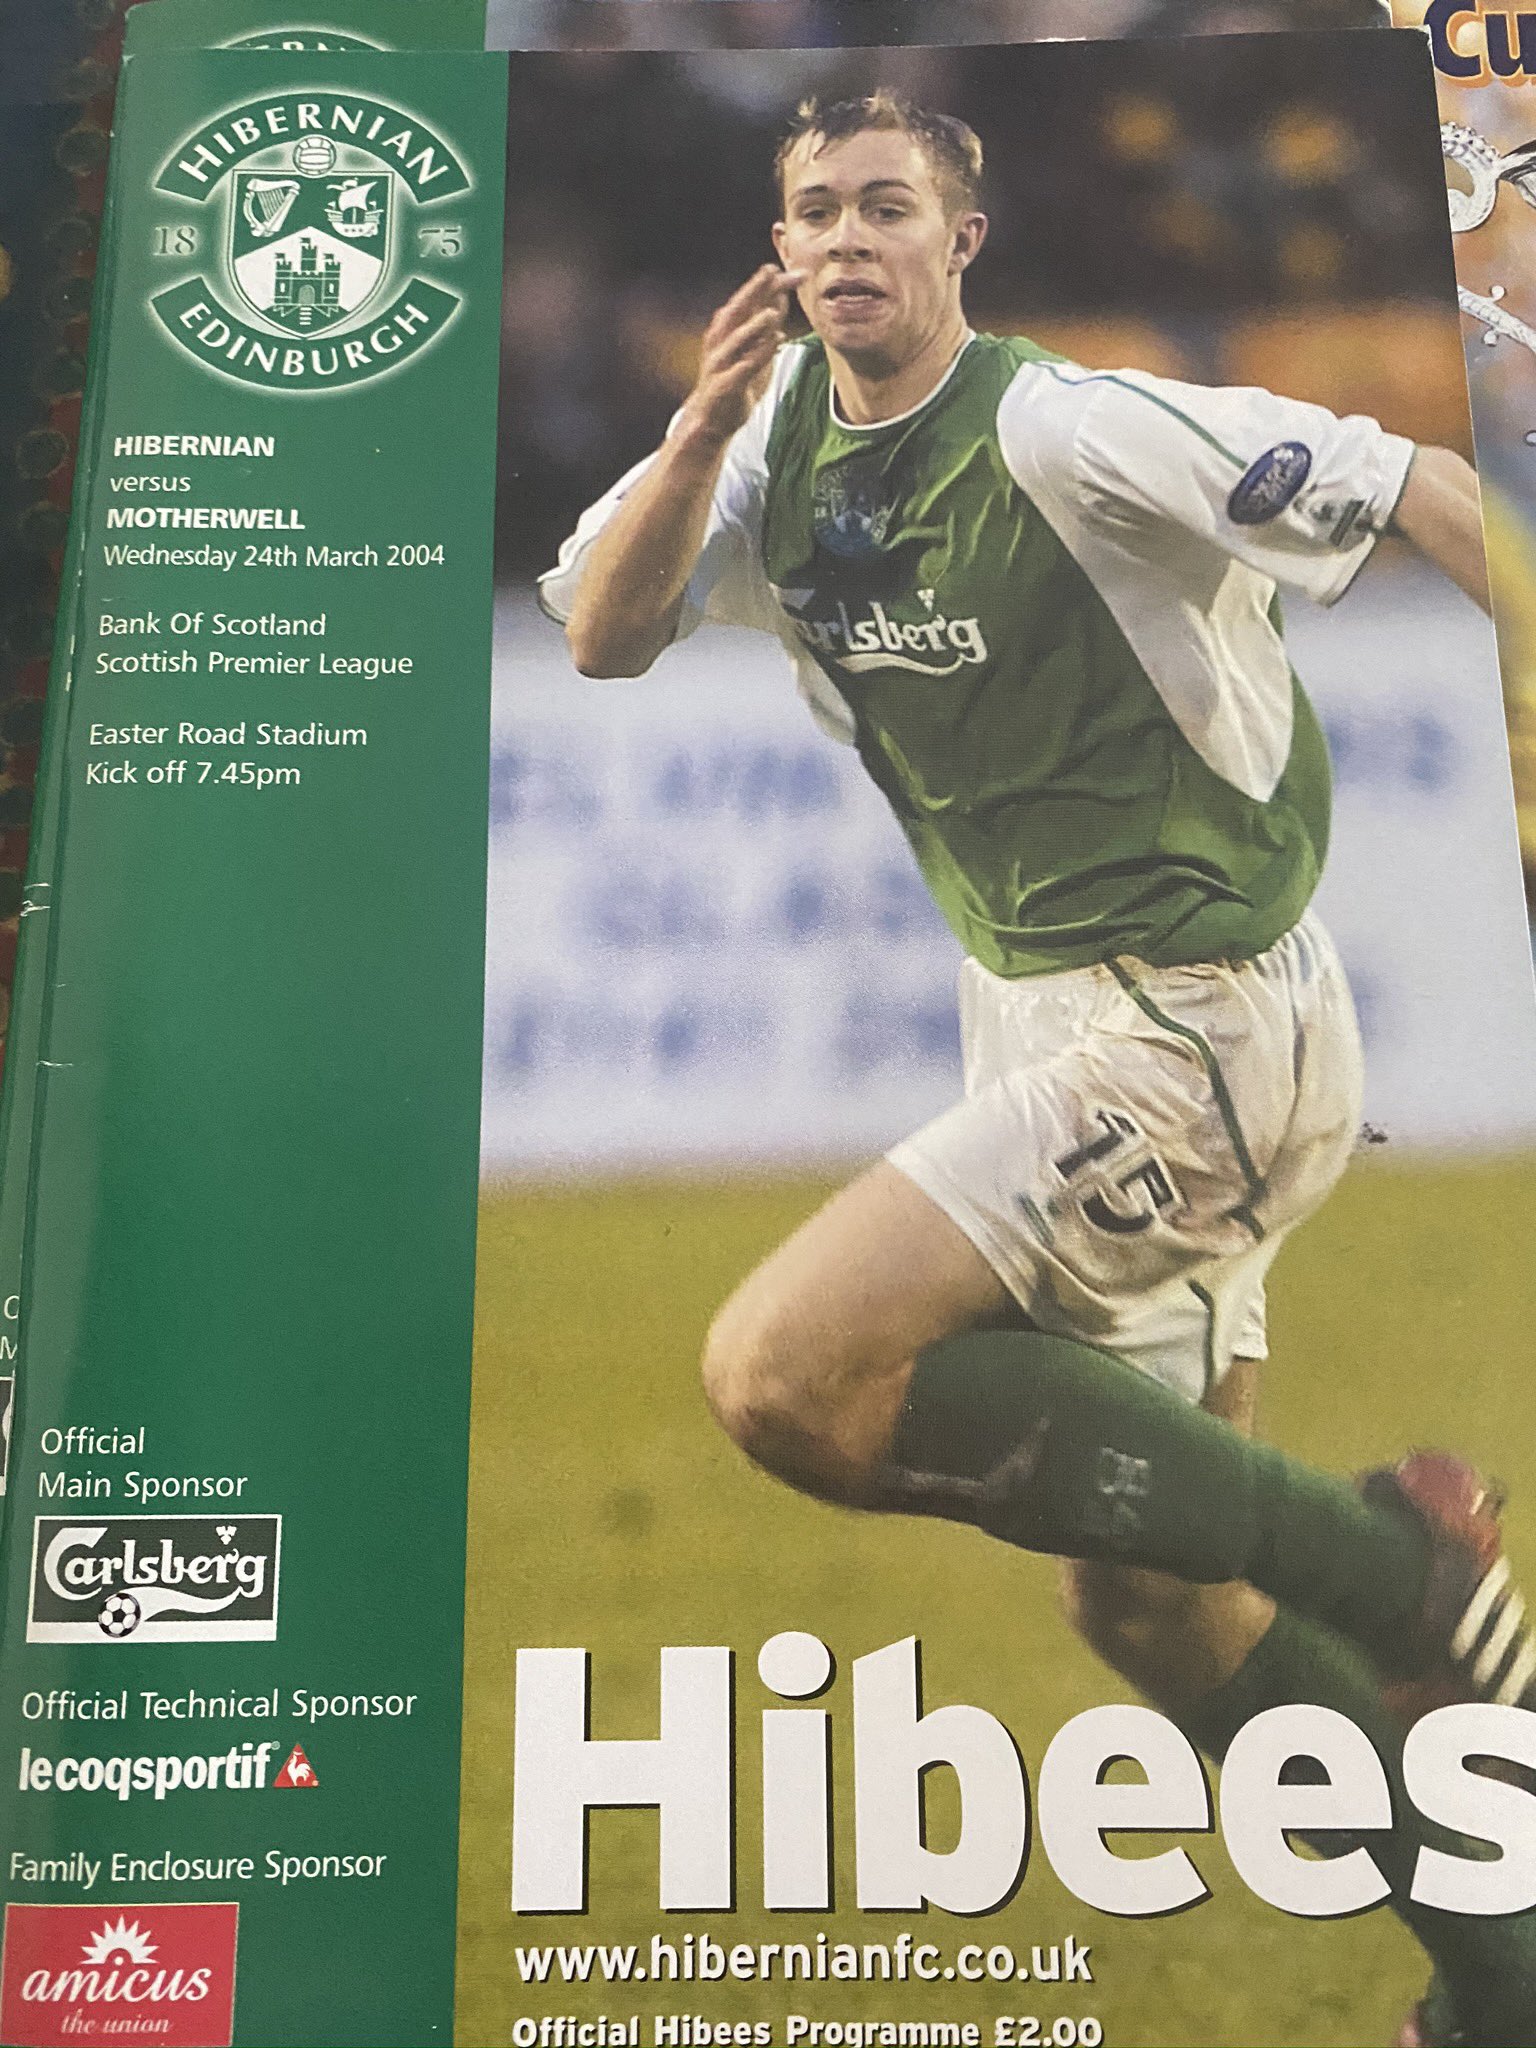 HIBERNIAN
18 75
EDINBURGH
HIBERNIAN
versus
MOTHERWELL
Wednesday 24th March 2004
Bank Of Scotland
Scottish Premier League
Easter Road Stadium
Kick off 7.45pm
Carlsberg
15
Official
Main Sponsor
Carlsberg
Official Technical Sponsor
lecoqsportif
Family Enclosure Sponsor
amicus
the union
Hibees
www.hibernianfc.co.uk
Official Hibees Programme £2.00
Cu